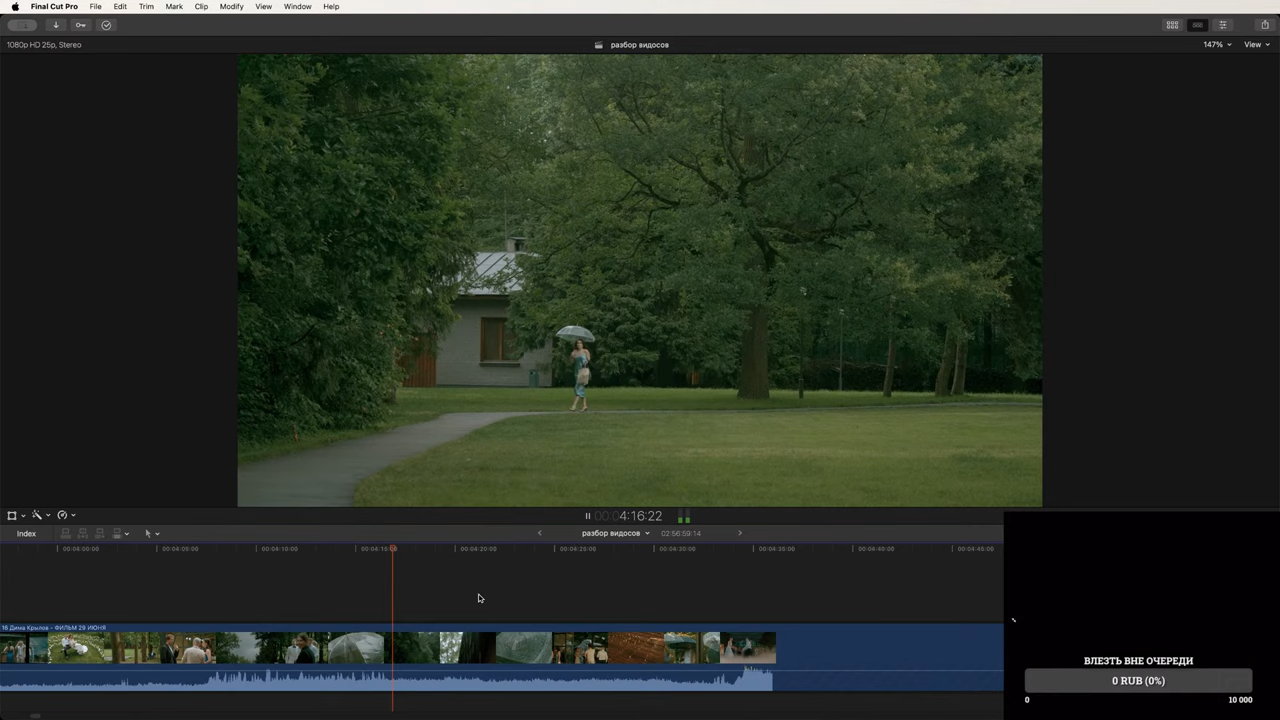 Final Cut Pro File Edit Trim Mark Clip Modify View Window Help
1080p HD 25p, Stereo
разбор видосов
147% View
00:00:04:16:22
Index
разбор видосов 02:56:59:14
00:04:00:00 00:04:05:00 00:04:10:00 00:04:15:00 00:04:20:00 00:04:25:00 00:04:30:00 00:04:35:00 00:04:40:00 00:04:45:00
16 Дима Крылов - ФИЛЬМ 29 ИЮНЯ
ВЛЕЗТЬ ВНЕ ОЧЕРЕДИ
0 RUB (0%)
0 10 000